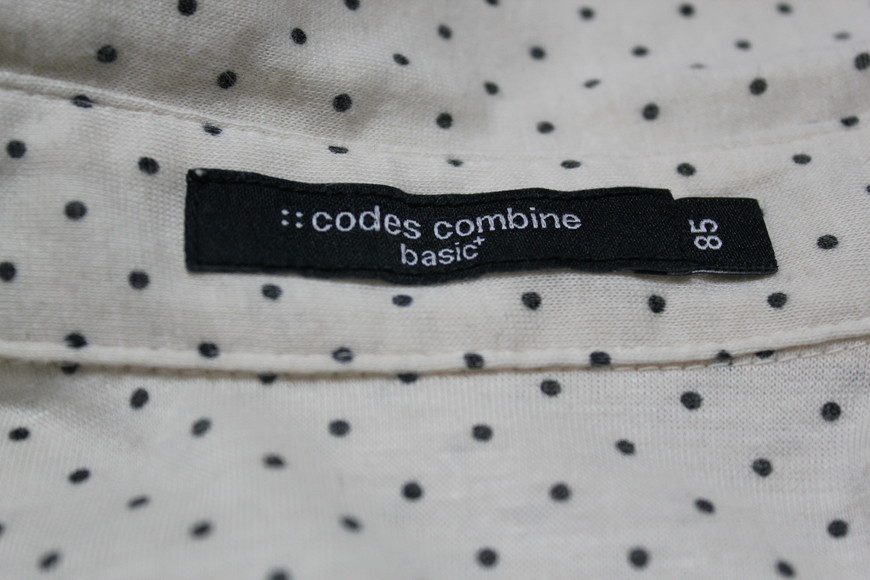 ::codes combine
basic+
85